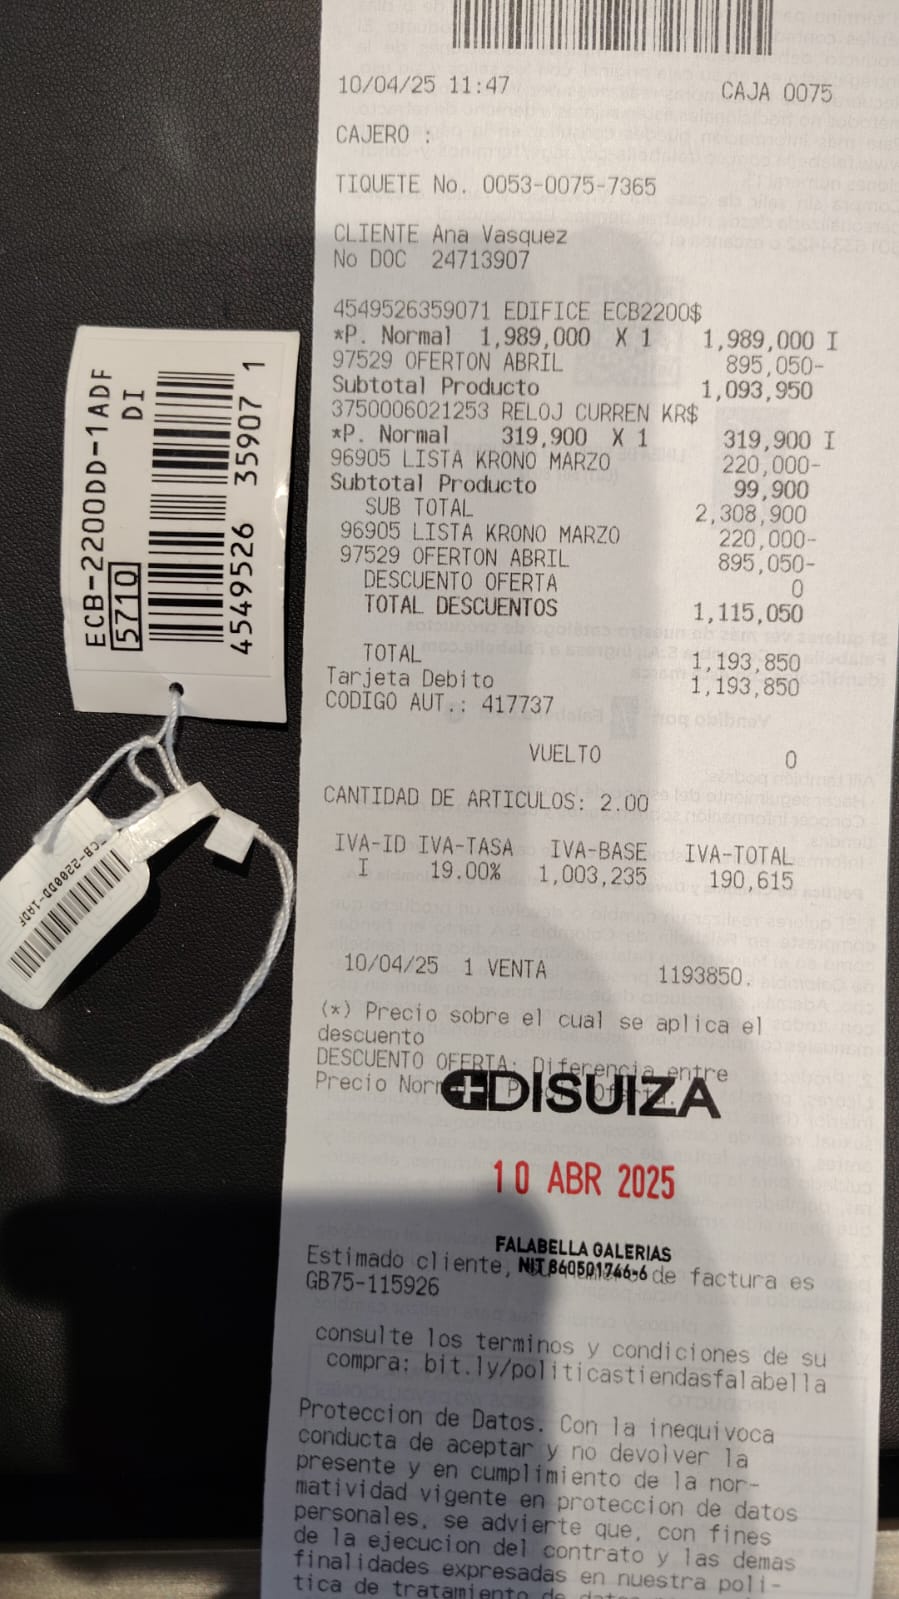 10/04/25 11:47 CAJA 0075
CAJERO :
TIQUETE No. 0053-0075-7365
CLIENTE Ana Vasquez
No DOC 24713907
4549526359071 EDIFICE ECB2200$
*P. Normal 1,989,000 X 1 1,989,000 I
97529 OFERTON ABRIL 895,050-
Subtotal Producto 1,093,950
3750006021253 RELOJ CURREN KR$
*P. Normal 319,900 X 1 319,900 I
96905 LISTA KRONO MARZO 220,000-
Subtotal Producto 99,900
SUB TOTAL 2,308,900
96905 LISTA KRONO MARZO 220,000-
97529 OFERTON ABRIL 895,050-
DESCUENTO OFERTA 0
TOTAL DESCUENTOS 1,115,050
TOTAL 1,193,850
Tarjeta Debito 1,193,850
CODIGO AUT.: 417737
VUELTO 0
CANTIDAD DE ARTICULOS: 2.00
IVA-ID IVA-TASA IVA-BASE IVA-TOTAL
I 19.00% 1,003,235 190,615
10/04/25 1 VENTA 1193850.
(*) Precio sobre el cual se aplica el
descuento
DESCUENTO OFERTA: Diferencia entre
Precio Oferta.
DISUIZA
10 ABR 2025
FALABELLA GALERIAS
NIT 860501746-6
Estimado cliente, de factura es
GB75-115926
consulte los terminos y condiciones de su
compra: bit.ly/politicastiendasfalabella
Proteccion de Datos. Con la inequivoca
conducta de aceptar y no devolver la
presente y en cumplimiento de la nor-
matividad vigente en proteccion de datos
personales, se advierte que, con fines
de la ejecucion del contrato y las demas
finalidades expresadas en nuestra poli-
tica de tratamiento de
ECB-2200DD-1ADF
DI
5710
4549526 35907 1
ECB-2200DD-1ADF